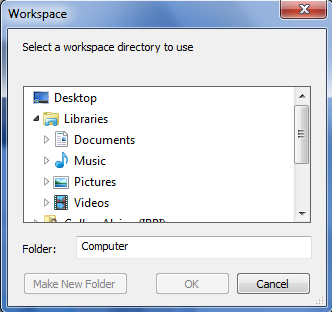 Workspace
Select a workspace directory to use
Desktop
Libraries
Documents
Music
Pictures
Videos
Folder: Computer
Make New Folder OK Cancel